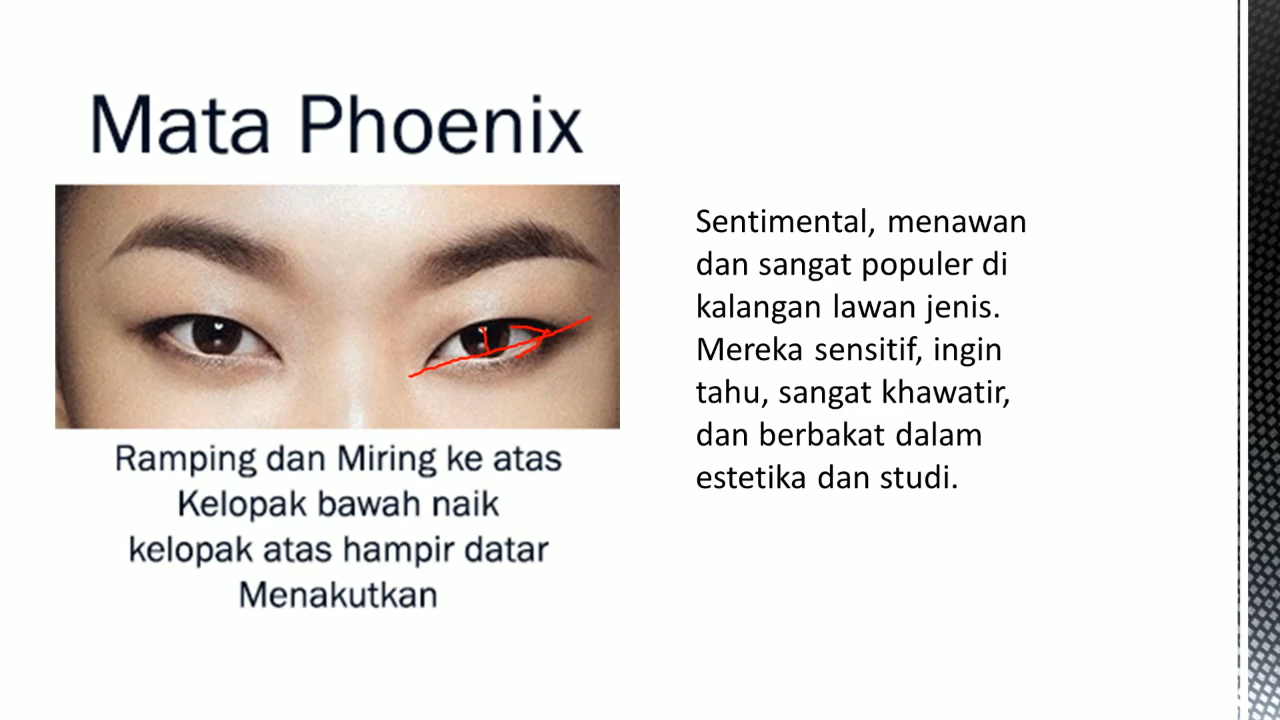 Mata Phoenix
Ramping dan Miring ke atas
Kelopak bawah naik
kelopak atas hampir datar
Menakutkan
Sentimental, menawan
dan sangat populer di
kalangan lawan jenis.
Mereka sensitif, ingin
tahu, sangat khawatir,
dan berbakat dalam
estetika dan studi.